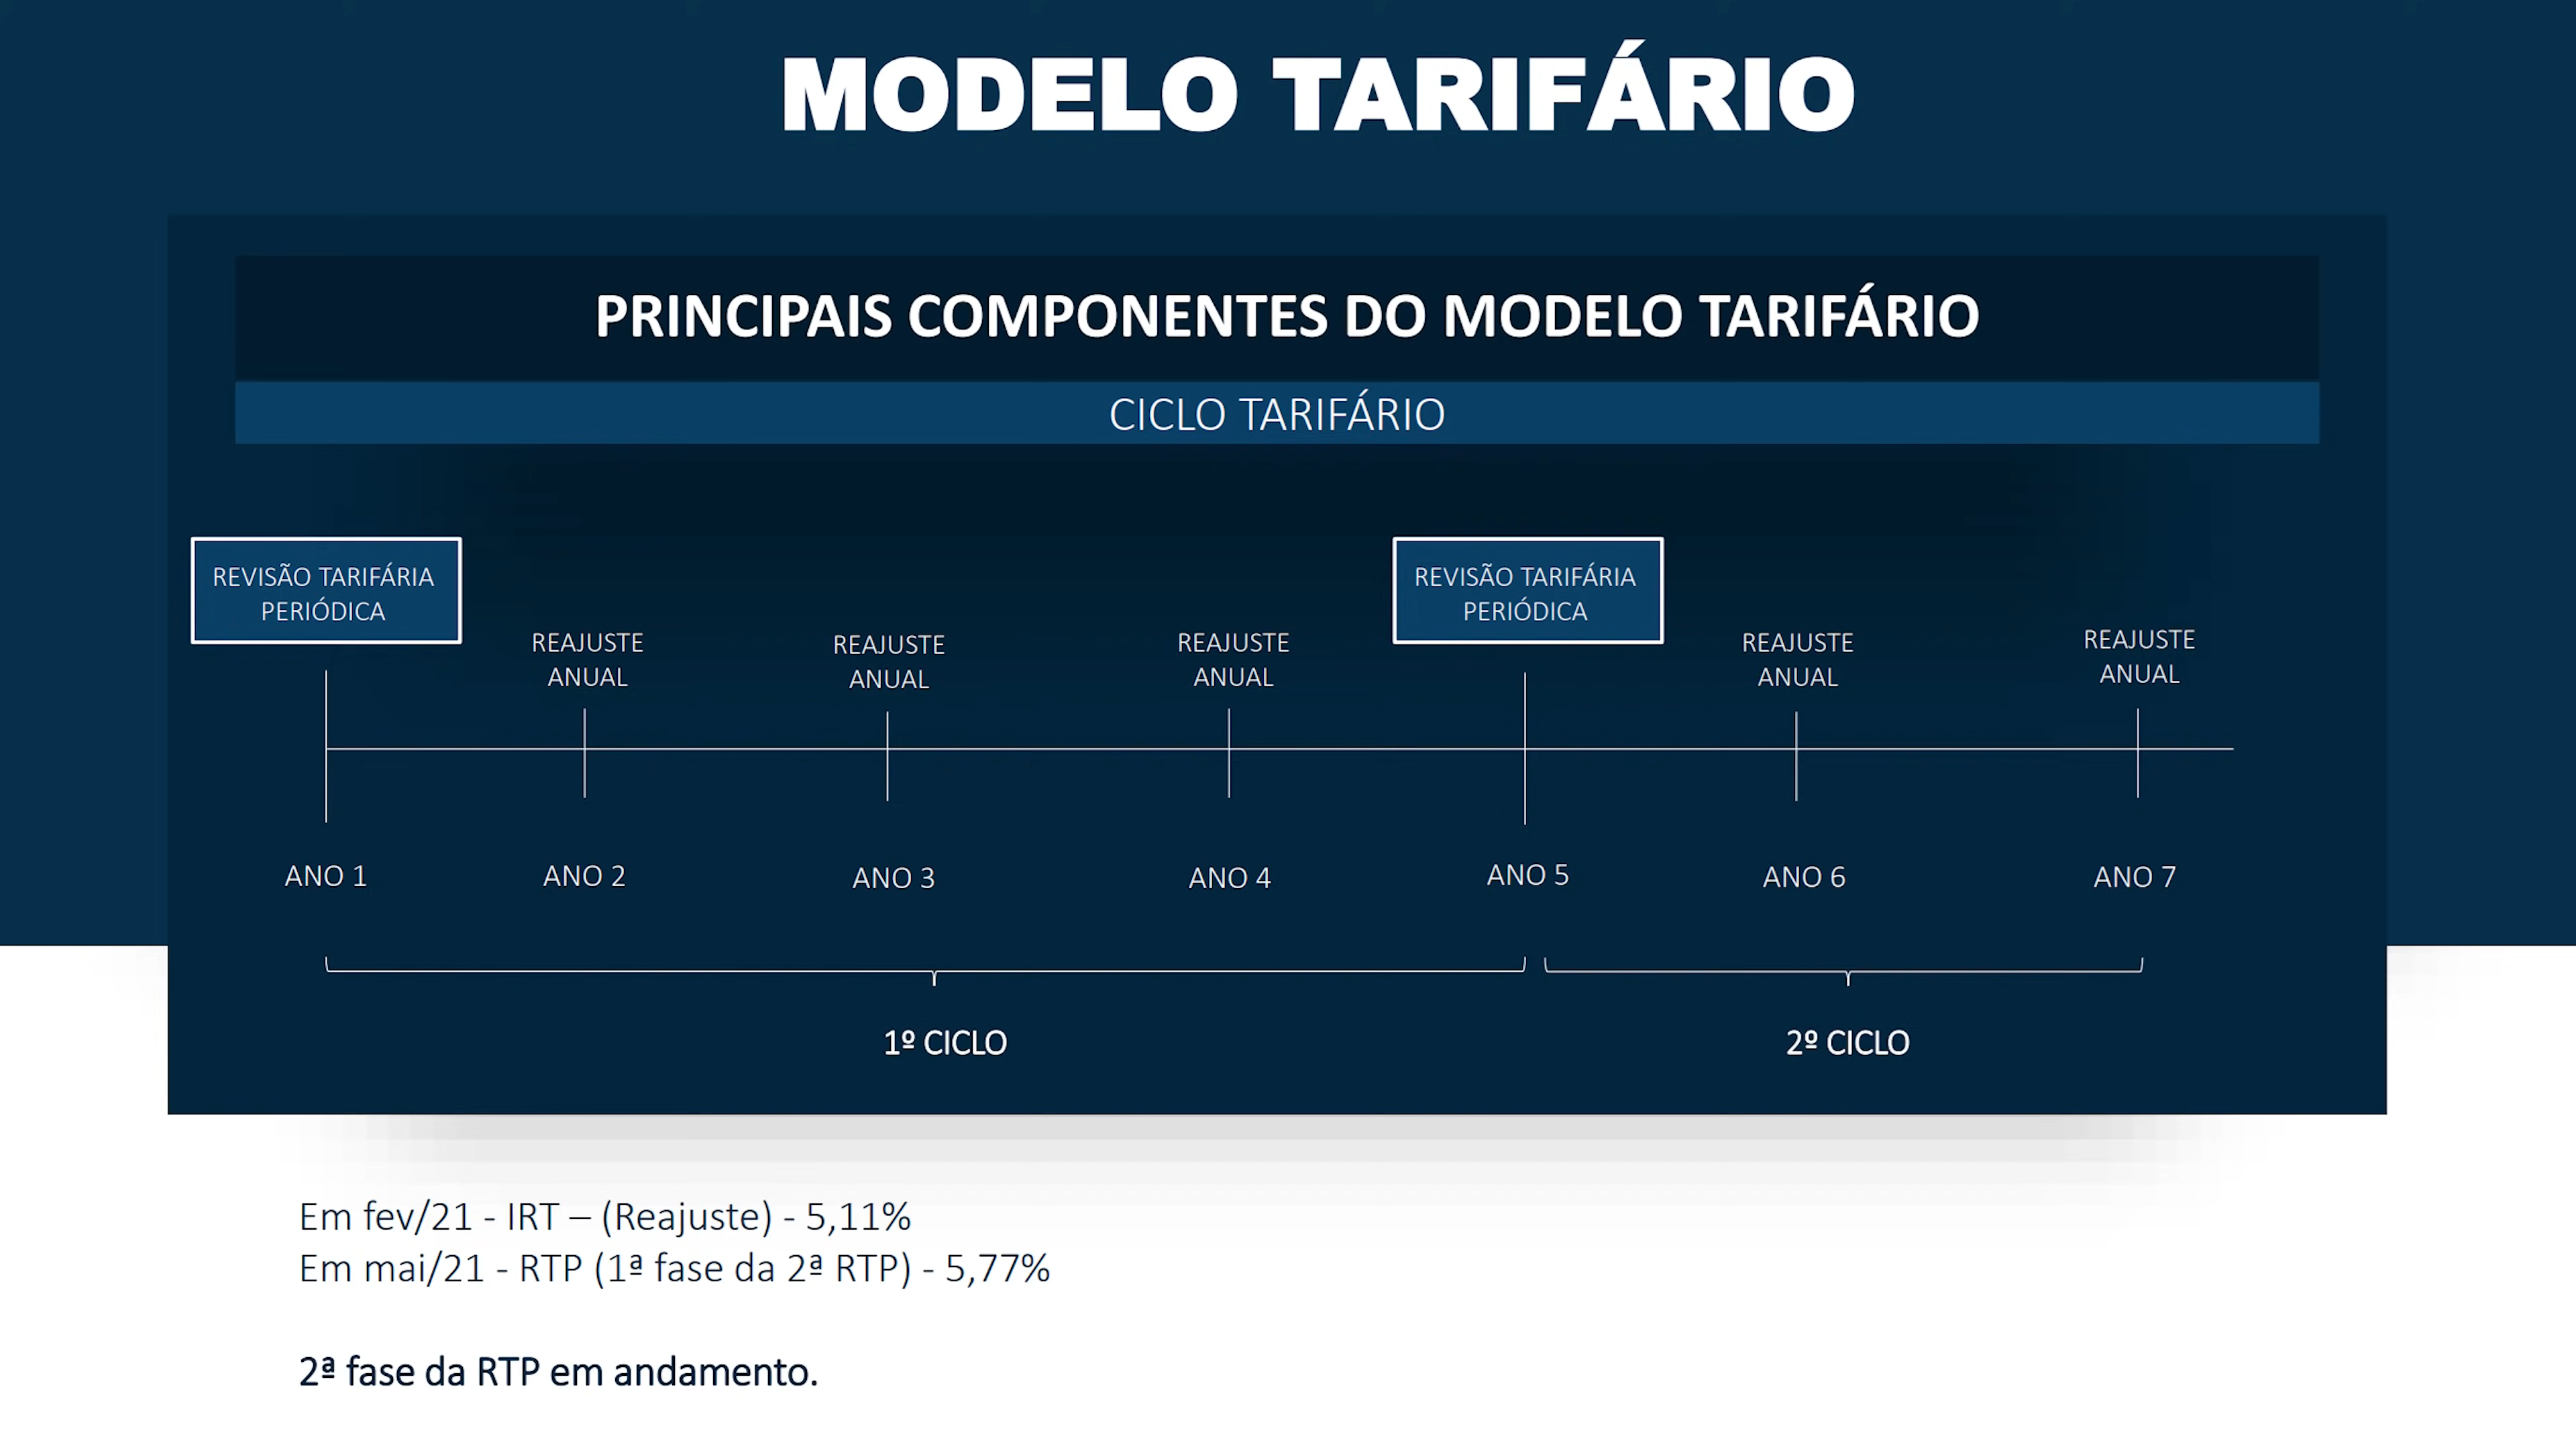 MODELO TARIFÁRIO
PRINCIPAIS COMPONENTES DO MODELO TARIFÁRIO
CICLO TARIFÁRIO
REVISÃO TARIFÁRIA
PERIÓDICA
REAJUSTE
ANUAL
REAJUSTE
ANUAL
REAJUSTE
ANUAL
REVISÃO TARIFÁRIA
PERIÓDICA
REAJUSTE
ANUAL
REAJUSTE
ANUAL
ANO 1
ANO 2
ANO 3
ANO 4
ANO 5
ANO 6
ANO 7
1º CICLO
2º CICLO
Em fev/21 - IRT – (Reajuste) - 5,11%
Em mai/21 - RTP (1ª fase da 2ª RTP) - 5,77%
2ª fase da RTP em andamento.